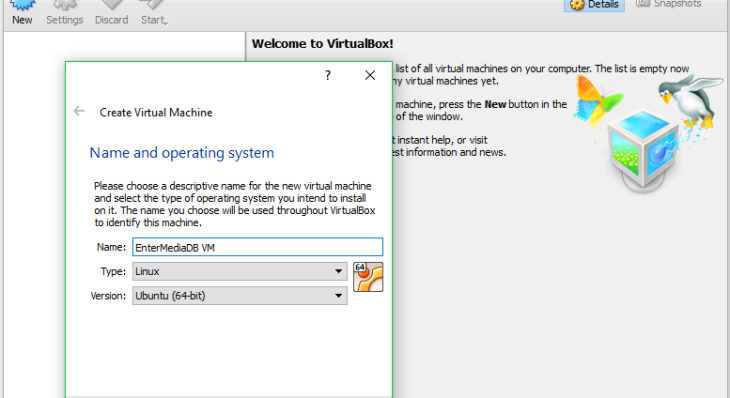 New Settings Discard Start
Details Snapshots
Welcome to VirtualBox!
list of all virtual machines on your computer. The list is empty now
ny virtual machines yet.
machine, press the New button in the
of the window.
t instant help, or visit
est information and news.
? ×
← Create Virtual Machine
Name and operating system
Please choose a descriptive name for the new virtual machine
and select the type of operating system you intend to install
on it. The name you choose will be used throughout VirtualBox
to identify this machine.
Name: EnterMediaDB VM
Type: Linux
64
Version: Ubuntu (64-bit)